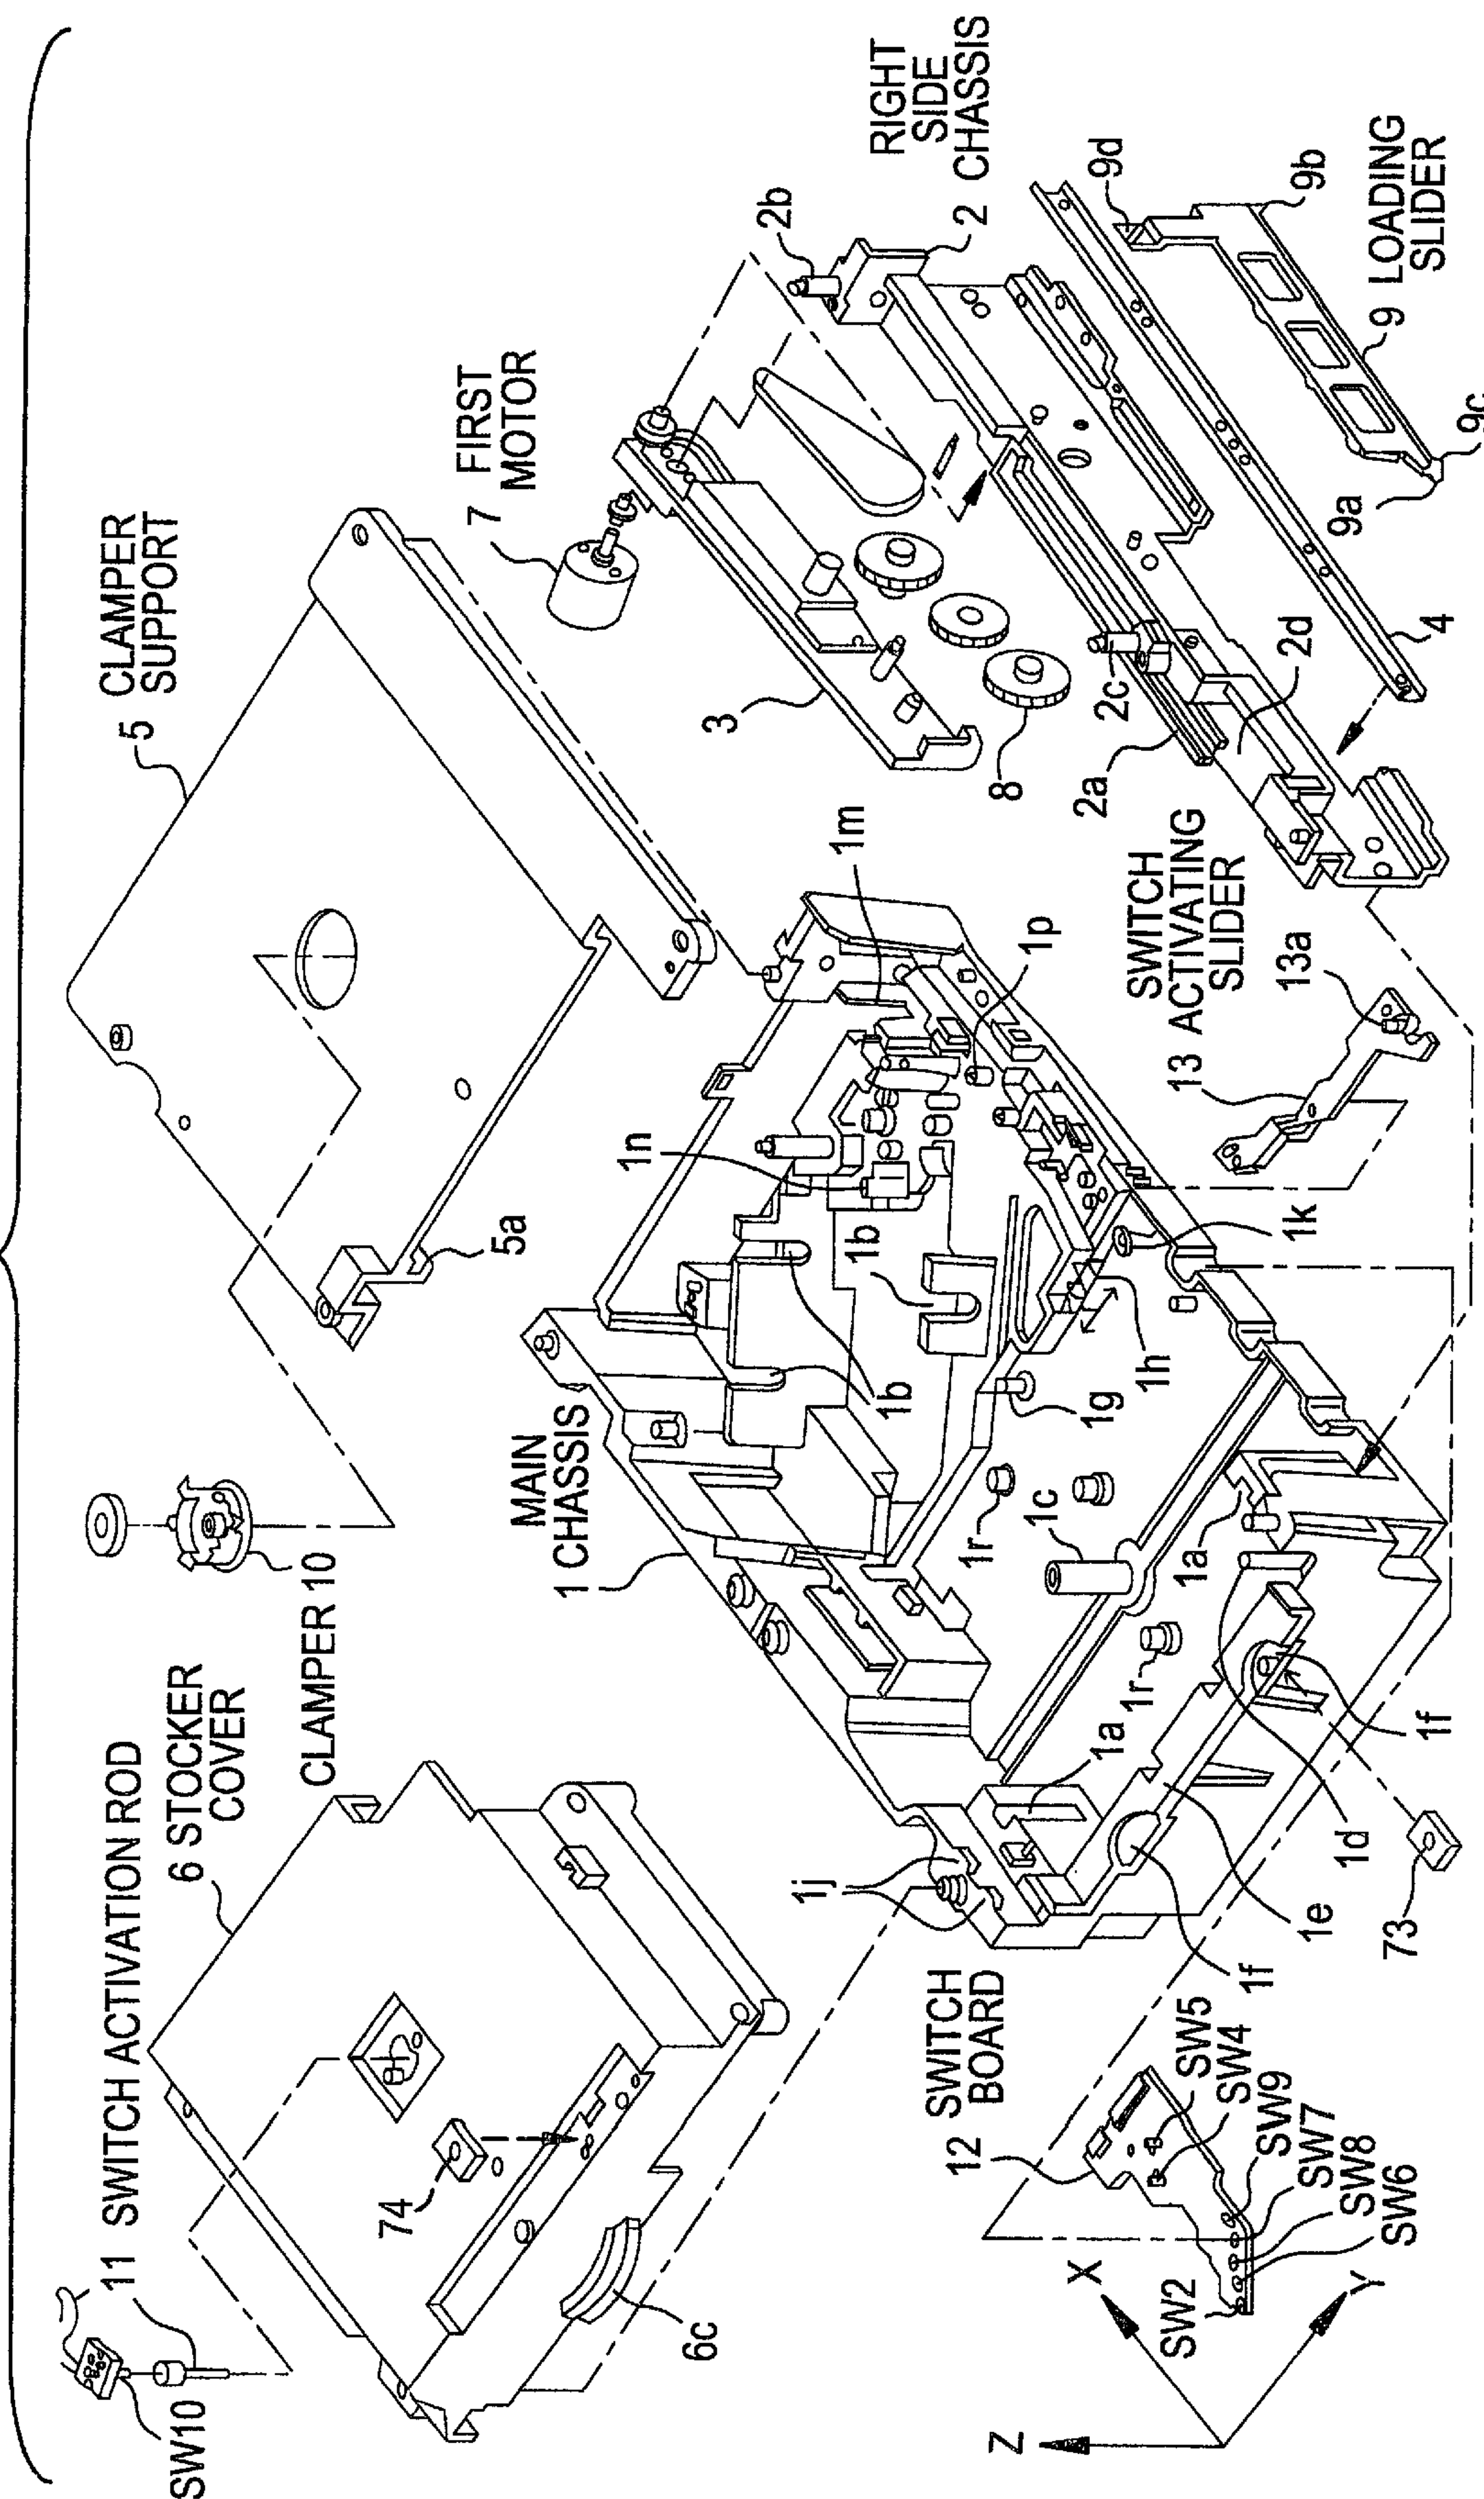 SW10
11 SWITCH ACTIVATION ROD
6 STOCKER
COVER
CLAMPER 10
5 CLAMPER
SUPPORT
5a
74
6c
7 FIRST
MOTOR
3
8
2b
RIGHT
SIDE
2 CHASSIS
2a
2c
2d
4
9 LOADING
SLIDER
9a
9b
9c
9d
MAIN
1 CHASSIS
1n
1m
1p
1b
1b
1k
1h
1g
1r
1c
1a
1r
1a
1j
1f
1d
1e
1f
73
SWITCH
13 ACTIVATING
SLIDER
13a
SWITCH
12 BOARD
SW5
SW4
SW9
SW7
SW8
SW6
SW2
X
Y
Z